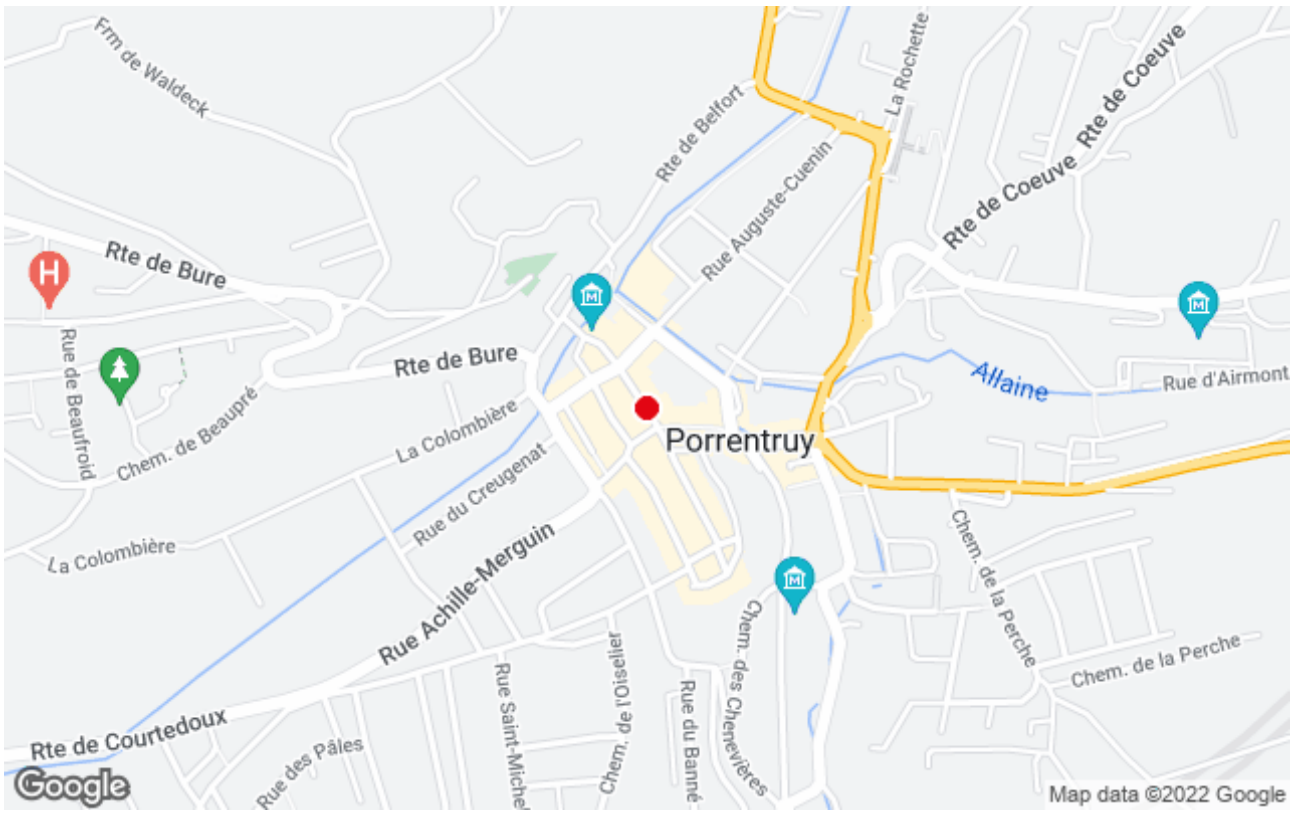 Frm de Waldeck
La Rochette
Rte de Coeuve
Rte de Belfort
Rue Auguste-Cuenin
Rte de Coeuve
Rte de Coeuve
Rte de Bure
H
M
M
Rue de Beaufroid
Rte de Bure
Allaine
Rue d'Airmont
Chem. de Beaupré
La Colombière
Porrentruy
Rue du Creugenat
La Colombière
Rue Achille-Merguin
Chem. de la Perche
M
Chem. des Chenevières
Chem. de l'Oiselier
Chem. de la Perche
Rue Saint-Michel
Rue du Banné
Rte de Courtedoux
Rue des Pâles
Google
Map data ©2022 Google